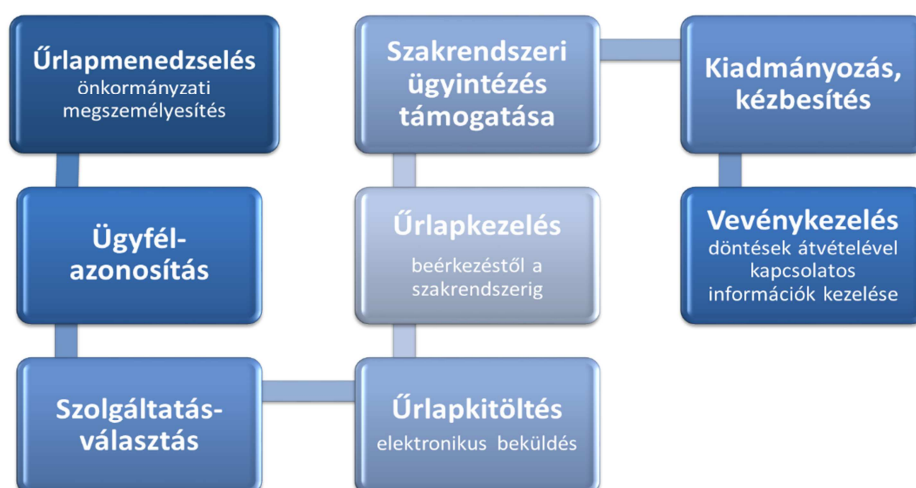 Űrlapmenedzselés
önkormányzati
megszemélyesítés
Ügyfél-
azonosítás
Szolgáltatás-
választás
Űrlapkitöltés
elektronikus beküldés
Űrlapkezelés
beérkezéstől a
szakrendszerig
Szakrendszeri
ügyintézés
támogatása
Kiadmányozás,
kézbesítés
Vevénykezelés
döntések átvételével
kapcsolatos
információk kezelése